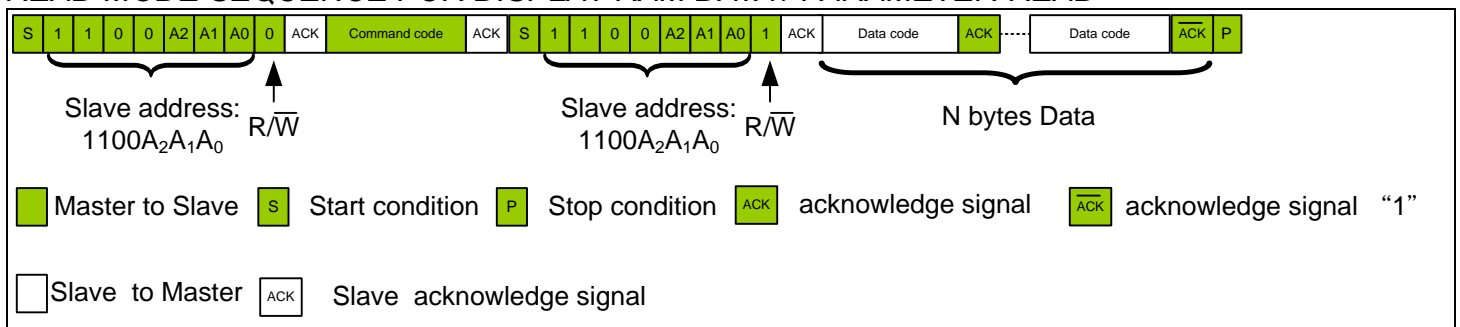 S 1 1 0 0 A2 A1 A0 0 ACK Command code ACK S 1 1 0 0 A2 A1 A0 1 ACK Data code ACK Data code A̅C̅K̅ P
Slave address: R/W̅ Slave address: R/W̅ N bytes Data
1100A₂A₁A₀ 1100A₂A₁A₀
Master to Slave S Start condition P Stop condition ACK acknowledge signal A̅C̅K̅ acknowledge signal “1”
Slave to Master ACK Slave acknowledge signal